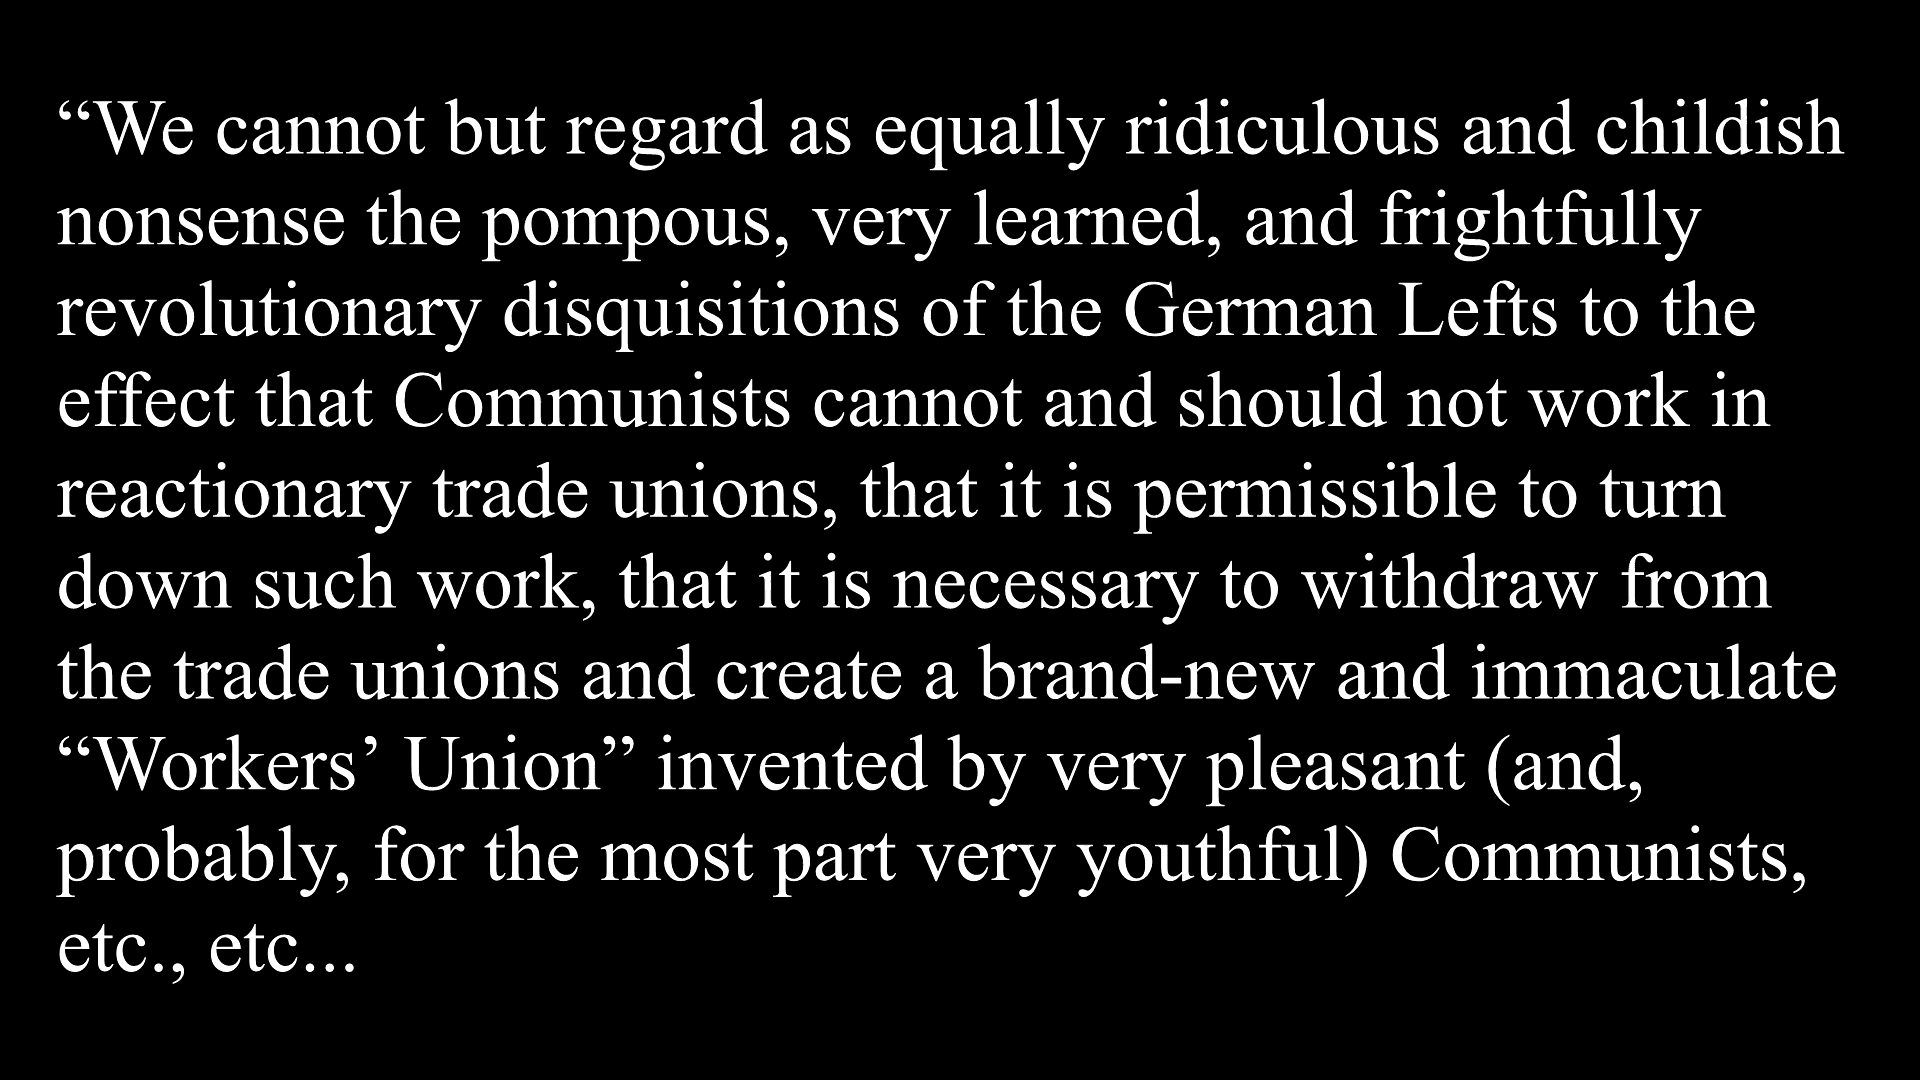 “We cannot but regard as equally ridiculous and childish
nonsense the pompous, very learned, and frightfully
revolutionary disquisitions of the German Lefts to the
effect that Communists cannot and should not work in
reactionary trade unions, that it is permissible to turn
down such work, that it is necessary to withdraw from
the trade unions and create a brand-new and immaculate
“Workers’ Union” invented by very pleasant (and,
probably, for the most part very youthful) Communists,
etc., etc...